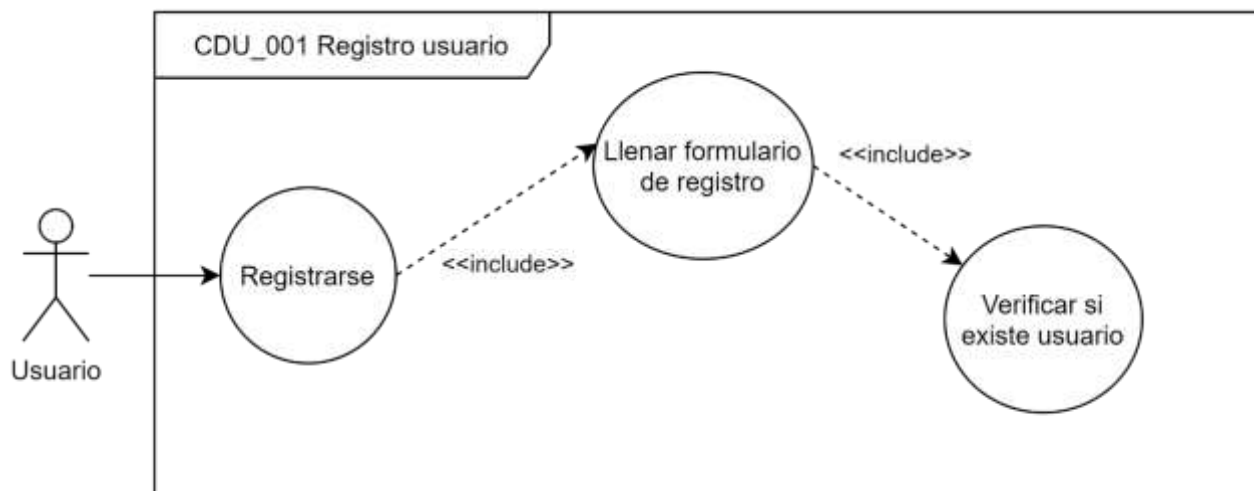 CDU_001 Registro usuario
Llenar formulario
de registro
<<include>>
Registrarse
<<include>>
Verificar si
existe usuario
Usuario